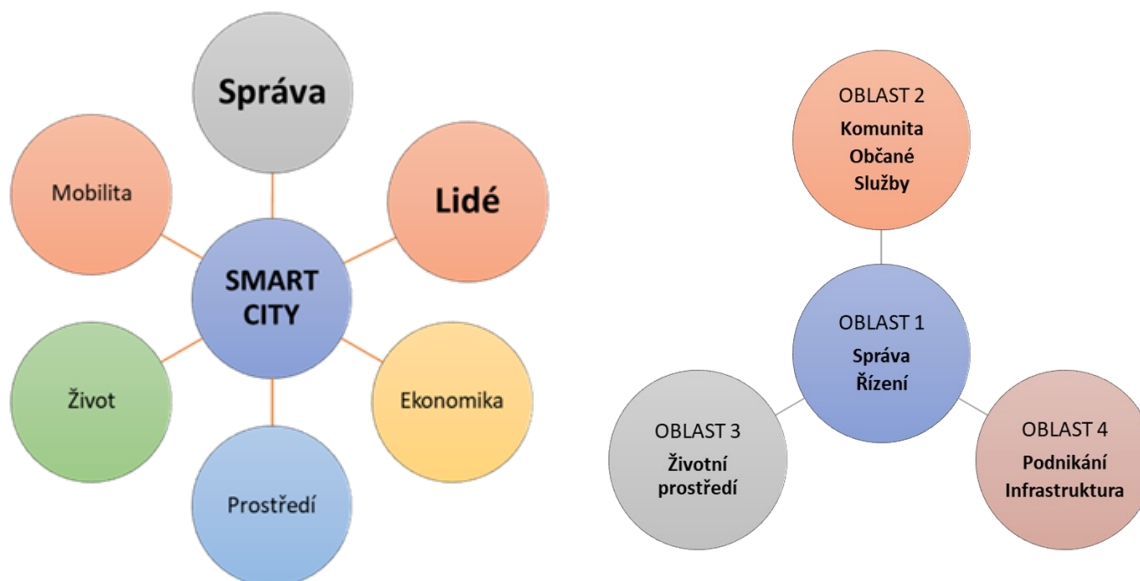 Správa
Mobilita
Lidé
SMART
CITY
Život
Ekonomika
Prostředí
OBLAST 2
Komunita
Občané
Služby
OBLAST 1
Správa
Řízení
OBLAST 3
Životní
prostředí
OBLAST 4
Podnikání
Infrastruktura